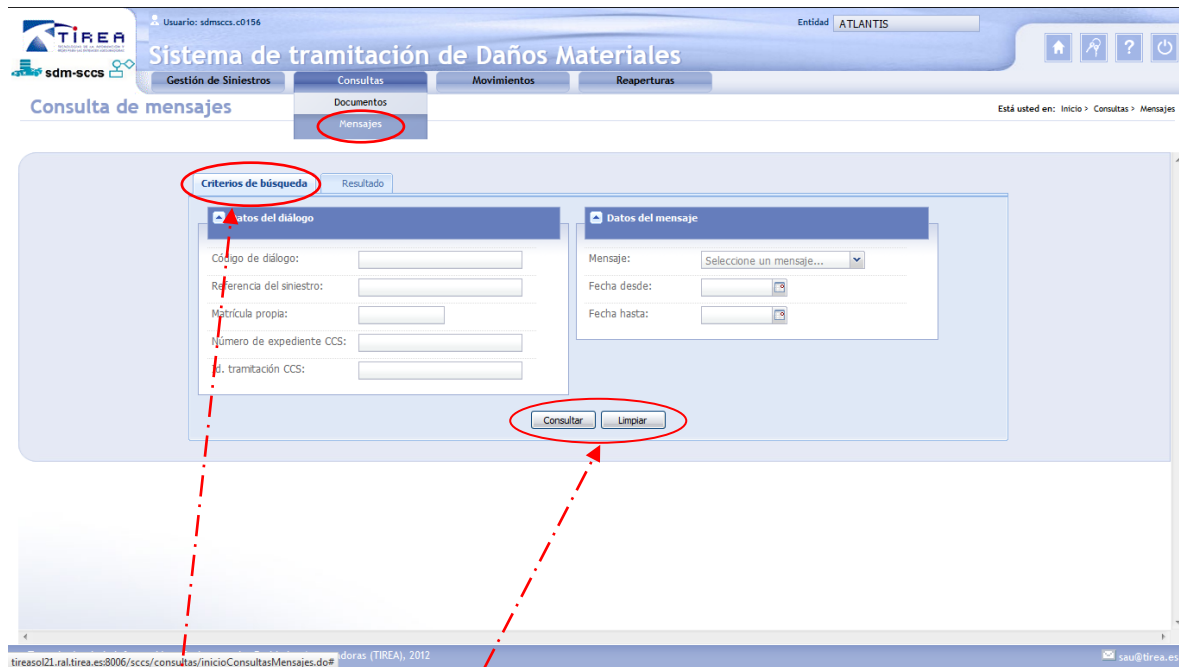 Usuario: sdmsccs.c0156
Entidad ATLANTIS
TIREA
sdm-sccs
Sistema de tramitación de Daños Materiales
?
Gestión de Siniestros Consultas Movimientos Reaperturas
Consulta de mensajes
Documentos
Mensajes
Está usted en: Inicio > Consultas > Mensajes
Criterios de búsqueda Resultado
Datos del diálogo Datos del mensaje
Código de diálogo: Mensaje: Seleccione un mensaje...
Referencia del siniestro: Fecha desde:
Matrícula propia: Fecha hasta:
Número de expediente CCS:
Id. tramitación CCS:
Consultar Limpiar
doras (TIREA), 2012
tireasol21.ral.tirea.es:8006/sccs/consultas/inicioConsultasMensajes.do#
sau@tirea.es